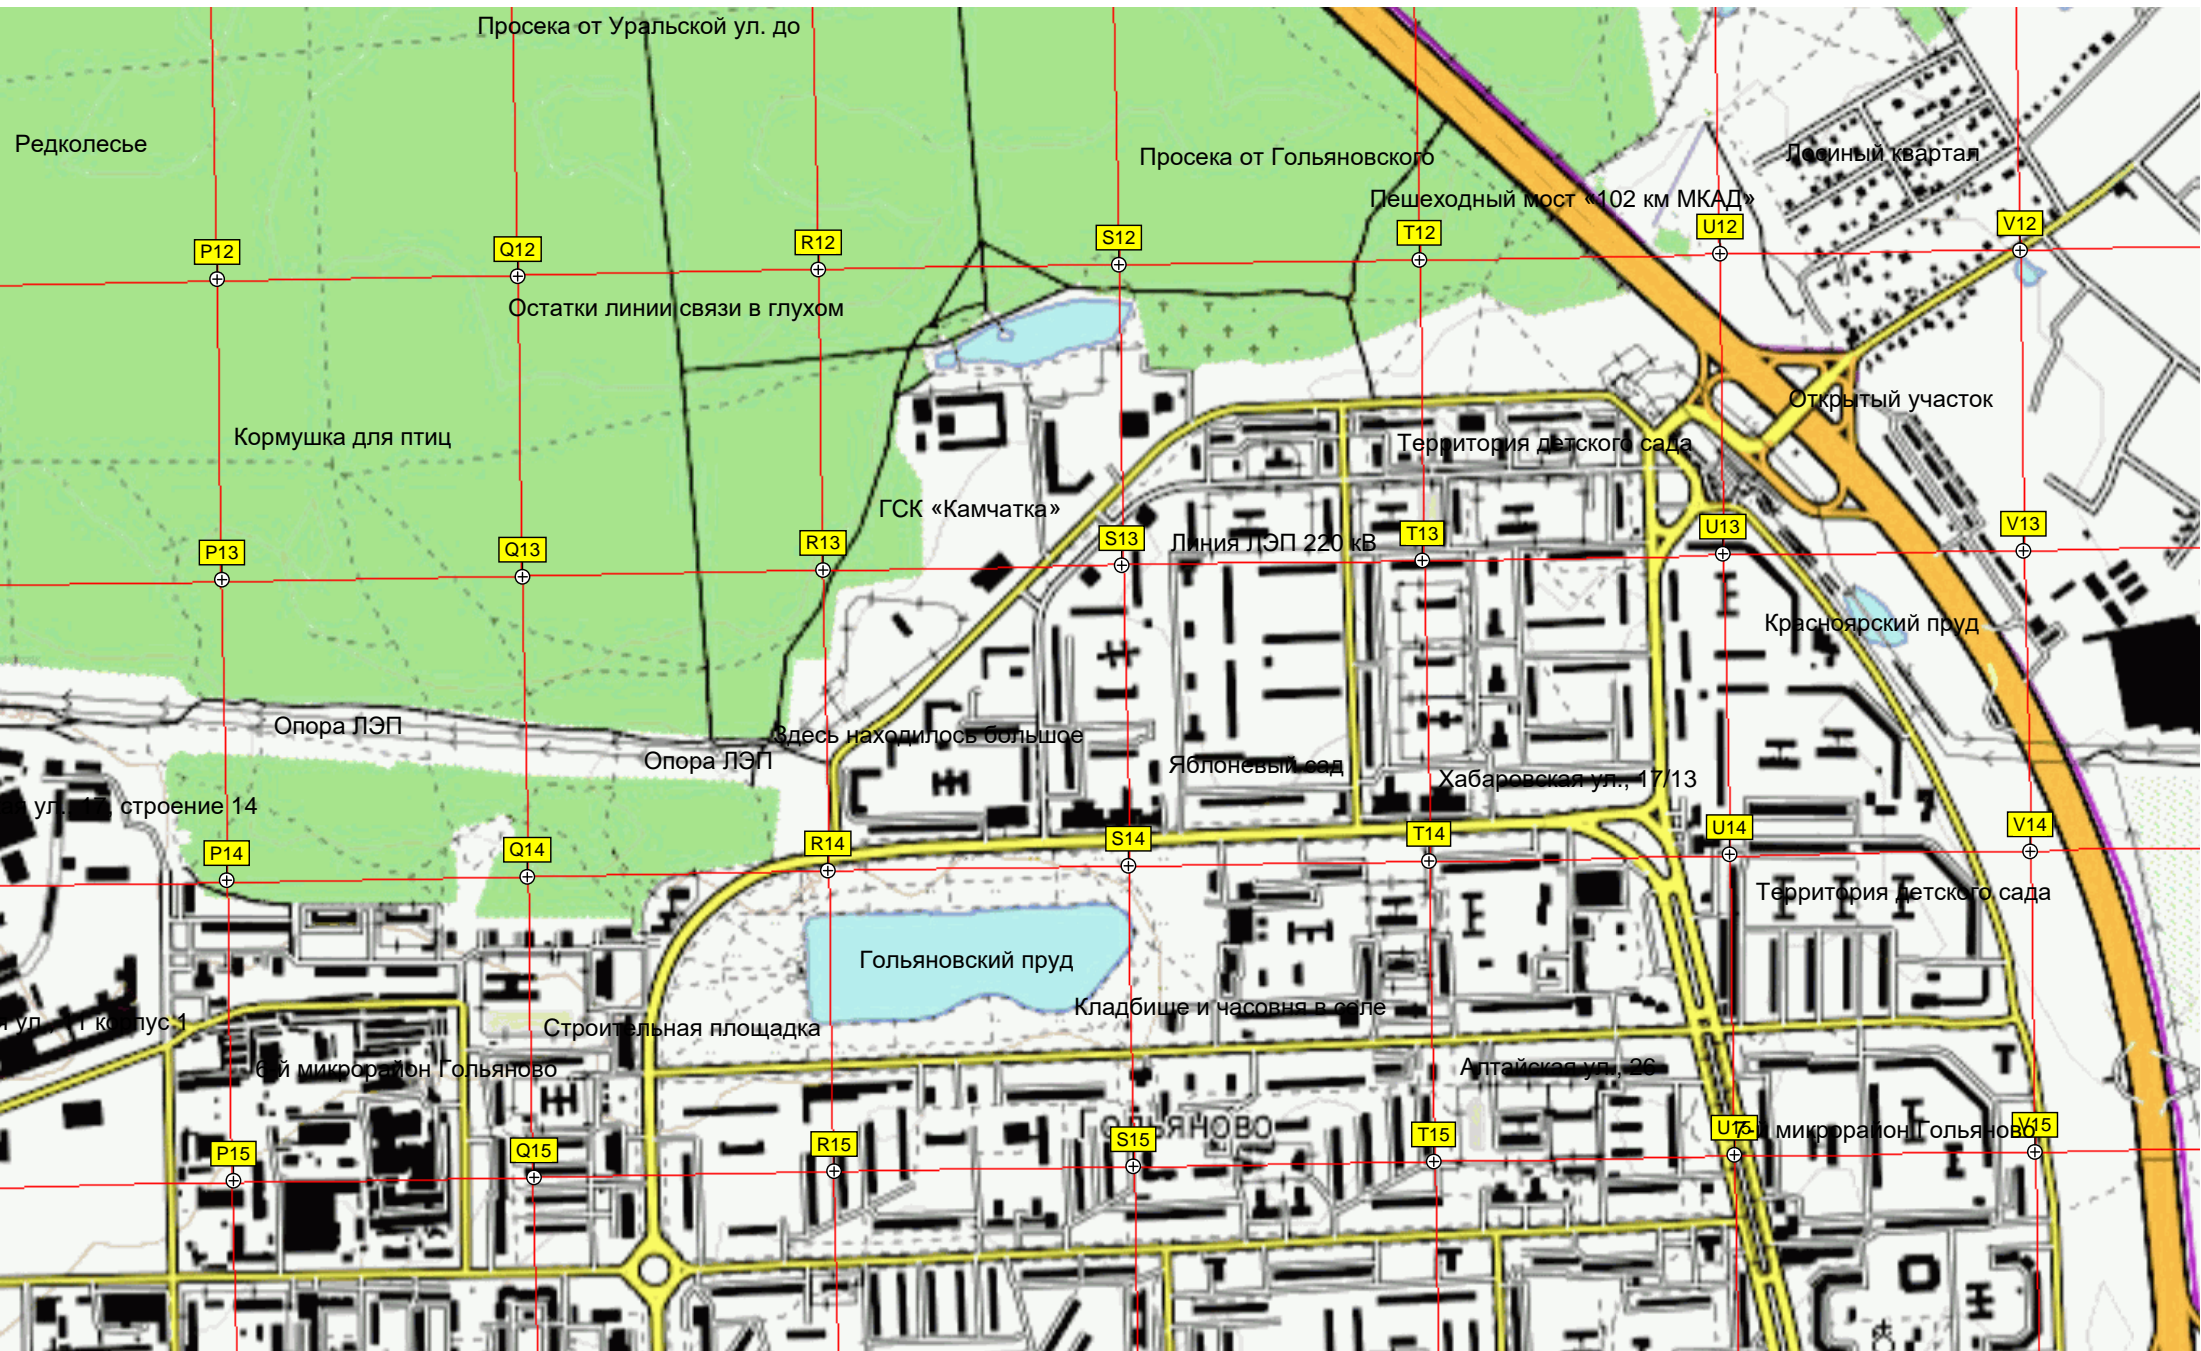 Просека от Уральской ул. до
Редколесье
Просека от Гольяновского
Лосиный квартал
Пешеходный мост «102 км МКАД»
P12
Q12
R12
S12
T12
U12
V12
Остатки линии связи в глухом
Открытый участок
Кормушка для птиц
Территория детского сада
ГСК «Камчатка»
P13
Q13
R13
S13
Линия ЛЭП 220 кВ
T13
U13
V13
Красноярский пруд
Опора ЛЭП
Здесь находилось большое
Опора ЛЭП
Яблоневый сад
Хабаровская ул., 17/13
строение 14
P14
Q14
R14
S14
T14
U14
V14
Территория детского сада
Гольяновский пруд
Кладбище и часовня в селе
корпус 1
Строительная площадка
6-й микрорайон Гольяново
Алтайская ул., 26
ГОЛЬЯНОВО
P15
Q15
R15
S15
T15
U15
7-й микрорайон Гольяново
V15